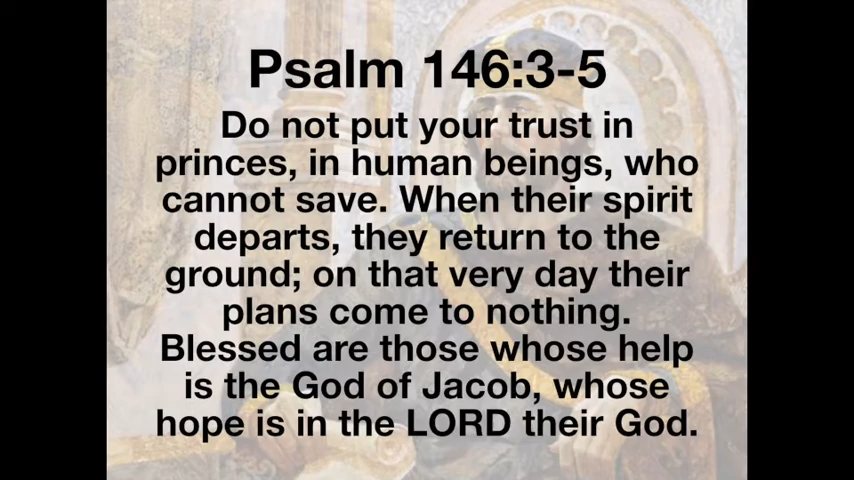 Psalm 146:3-5
Do not put your trust in
princes, in human beings, who
cannot save. When their spirit
departs, they return to the
ground; on that very day their
plans come to nothing.
Blessed are those whose help
is the God of Jacob, whose
hope is in the LORD their God.